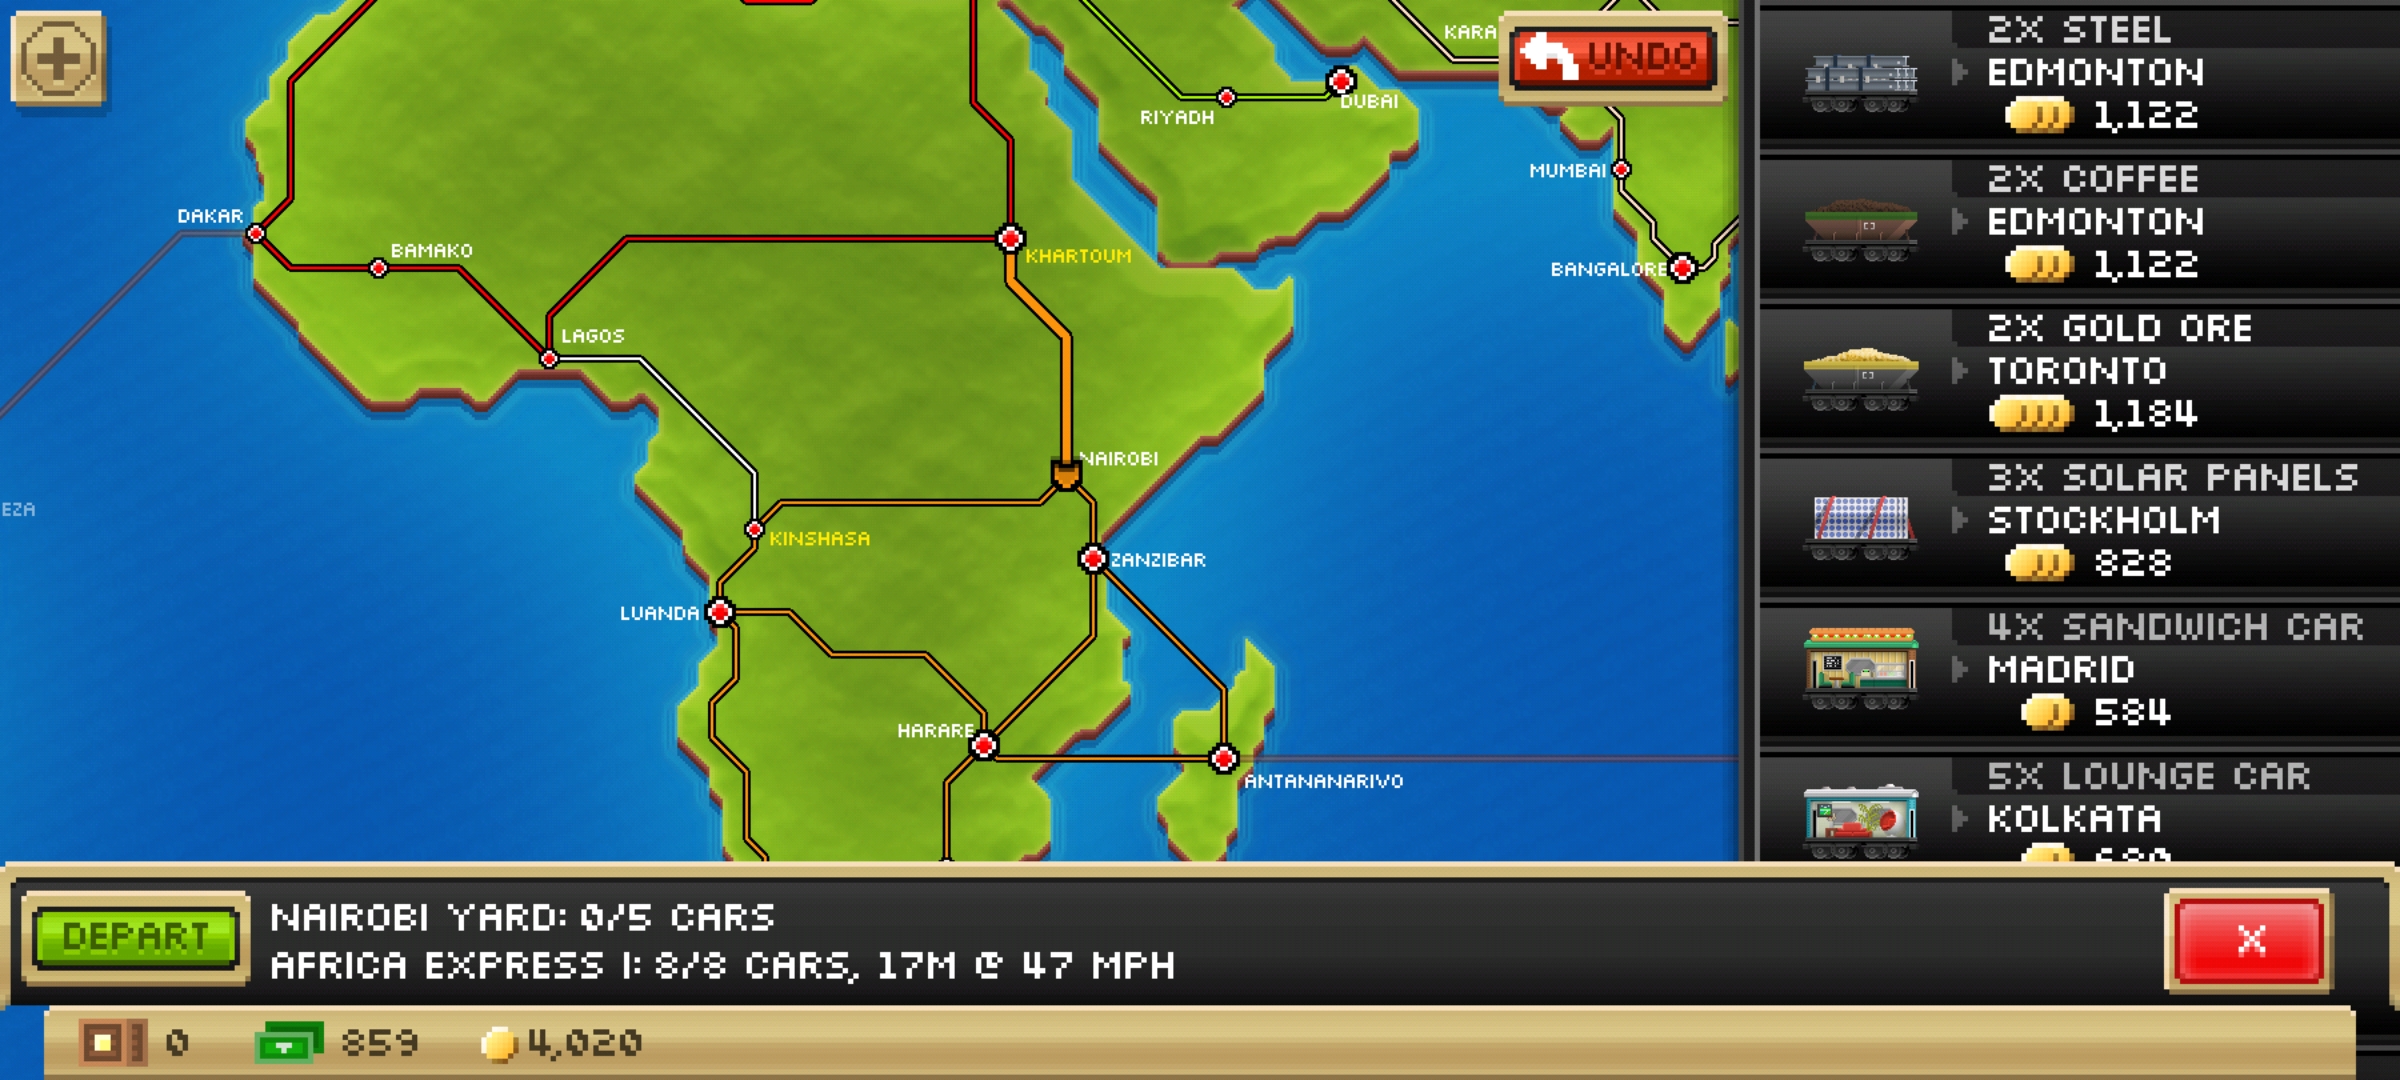 KARA
UNDO
DUBAI
RIYADH
MUMBAI
DAKAR
BAMAKO
KHARTOUM
BANGALORE
LAGOS
NAIROBI
EZA
KINSHASA
ZANZIBAR
LUANDA
HARARE
ANTANANARIVO
2X STEEL
EDMONTON
1,122
2X COFFEE
EDMONTON
1,122
2X GOLD ORE
TORONTO
1,184
3X SOLAR PANELS
STOCKHOLM
828
4X SANDWICH CAR
MADRID
584
5X LOUNGE CAR
KOLKATA
DEPART
NAIROBI YARD: 0/5 CARS
AFRICA EXPRESS I: 8/8 CARS, 17M @ 47 MPH
X
0
859
4,020